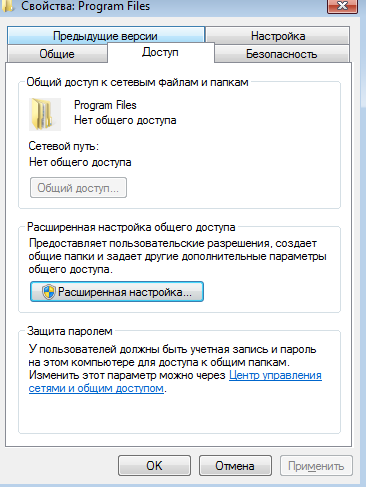 Свойства: Program Files
Предыдущие версии
Настройка
Общие
Доступ
Безопасность
Общий доступ к сетевым файлам и папкам
Program Files
Нет общего доступа
Сетевой путь:
Нет общего доступа
Общий доступ...
Расширенная настройка общего доступа
Предоставляет пользовательские разрешения, создает
общие папки и задает другие дополнительные параметры
общего доступа.
Расширенная настройка...
Защита паролем
У пользователей должны быть учетная запись и пароль
на этом компьютере для доступа к общим папкам.
Изменить этот параметр можно через Центр управления
сетями и общим доступом.
OK
Отмена
Применить